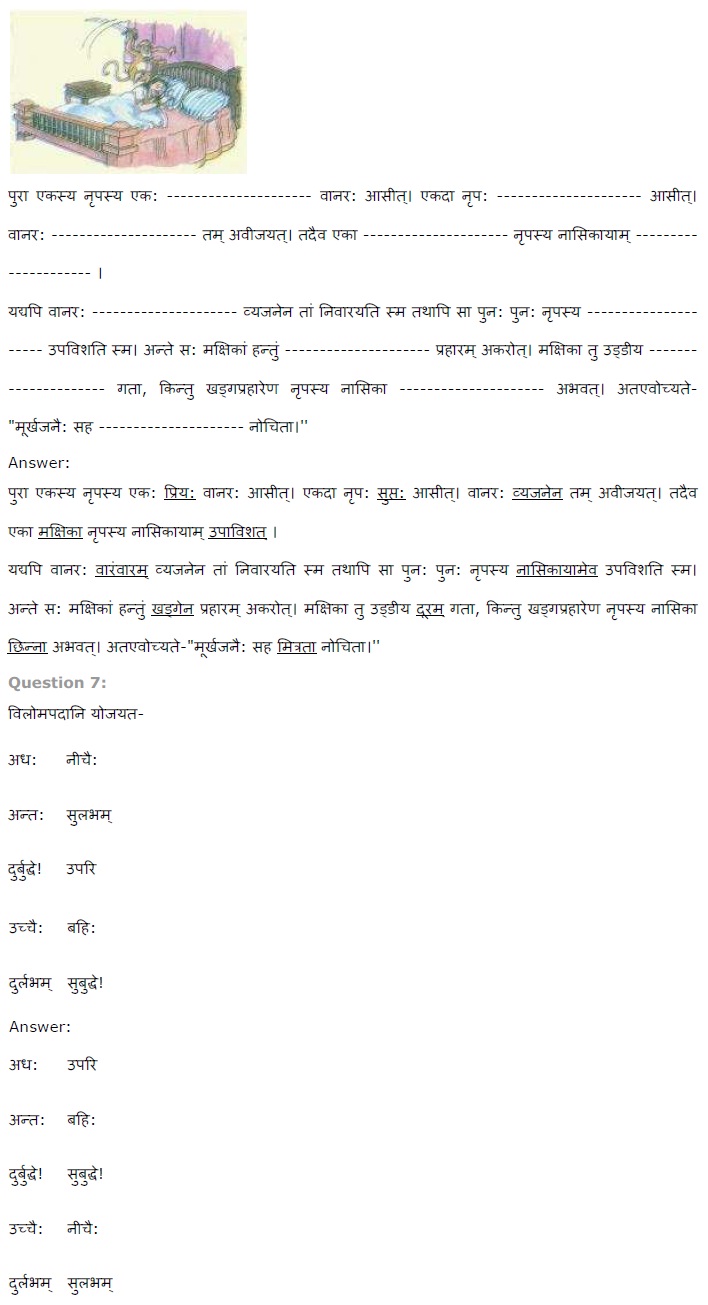 पुरा एकस्य नृपस्य एक: --------------------- वानर: आसीत्। एकदा नृप: --------------------- आसीत्।
वानर: --------------------- तम् अवीजयत्। तदैव एका --------------------- नृपस्य नासिकायाम् ---------
------------ ।
यद्यपि वानर: --------------------- व्यजनेन तां निवारयति स्म तथापि सा पुन: पुन: नृपस्य ----------------
----- उपविशति स्म। अन्ते स: मक्षिकां हन्तुं --------------------- प्रहारम् अकरोत्। मक्षिका तु उड्डीय -------
-------------- गता, किन्तु खड्गप्रहारेण नृपस्य नासिका --------------------- अभवत्। अतएवोच्यते-
"मूर्खजनै: सह --------------------- नोचिता।"
Answer:
पुरा एकस्य नृपस्य एक: प्रिय: वानर: आसीत्। एकदा नृप: सुप्त: आसीत्। वानर: व्यजनेन तम् अवीजयत्। तदैव
एका मक्षिका नृपस्य नासिकायाम् उपाविशत् ।
यद्यपि वानर: वारंवारम् व्यजनेन तां निवारयति स्म तथापि सा पुन: पुन: नृपस्य नासिकायामेव उपविशति स्म।
अन्ते स: मक्षिकां हन्तुं खड्गेन प्रहारम् अकरोत्। मक्षिका तु उड्डीय दूरम् गता, किन्तु खड्गप्रहारेण नृपस्य नासिका
छिन्ना अभवत्। अतएवोच्यते-"मूर्खजनै: सह मित्रता नोचिता।"
Question 7:
विलोमपदानि योजयत-
अध: नीचै:
अन्त: सुलभम्
दुर्बुद्धे! उपरि
उच्चै: बहि:
दुर्लभम् सुबुद्धे!
Answer:
अध: उपरि
अन्त: बहि:
दुर्बुद्धे! सुबुद्धे!
उच्चै: नीचै:
दुर्लभम् सुलभम्